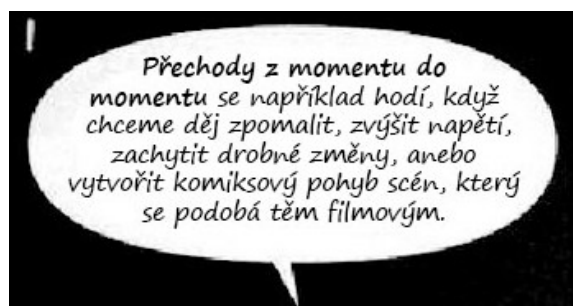 Přechody z momentu do
momentu se například hodí, když
chceme děj zpomalit, zvýšit napětí,
zachytit drobné změny, anebo
vytvořit komiksový pohyb scén, který
se podobá těm filmovým.